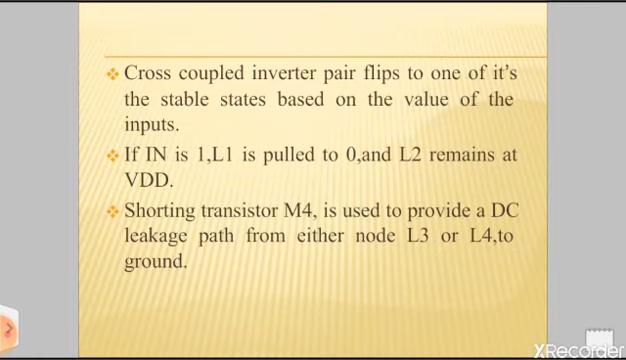 Cross coupled inverter pair flips to one of it's
the stable states based on the value of the
inputs.
If IN is 1,L1 is pulled to 0,and L2 remains at
VDD.
Shorting transistor M4, is used to provide a DC
leakage path from either node L3 or L4,to
ground.
XRecorder